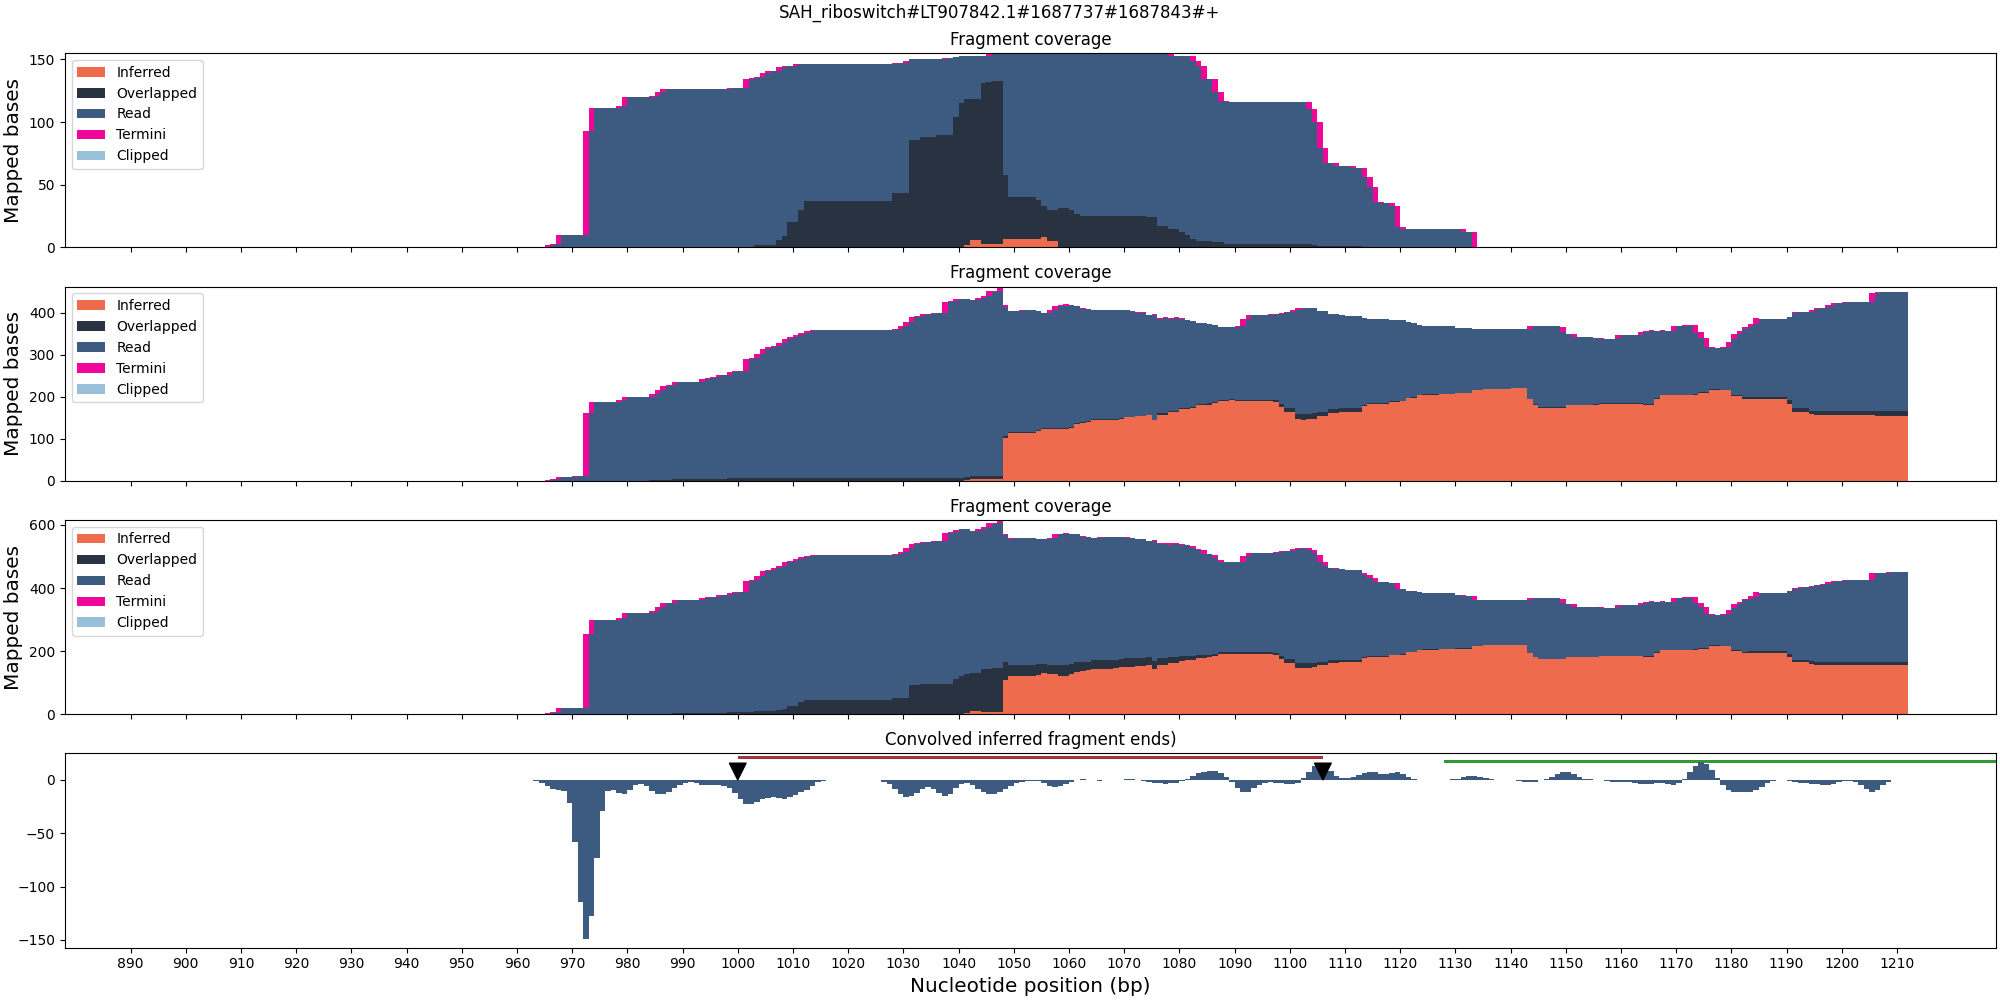 SAH_riboswitch#LT907842.1#1687737#1687843#+
Fragment coverage
Mapped bases
150
100
50
0
Inferred
Overlapped
Read
Termini
Clipped
Fragment coverage
Mapped bases
400
300
200
100
0
Inferred
Overlapped
Read
Termini
Clipped
Fragment coverage
Mapped bases
600
400
200
0
Inferred
Overlapped
Read
Termini
Clipped
Convolved inferred fragment ends)
0
−50
−100
−150
890 900 910 920 930 940 950 960 970 980 990 1000 1010 1020 1030 1040 1050 1060 1070 1080 1090 1100 1110 1120 1130 1140 1150 1160 1170 1180 1190 1200 1210
Nucleotide position (bp)